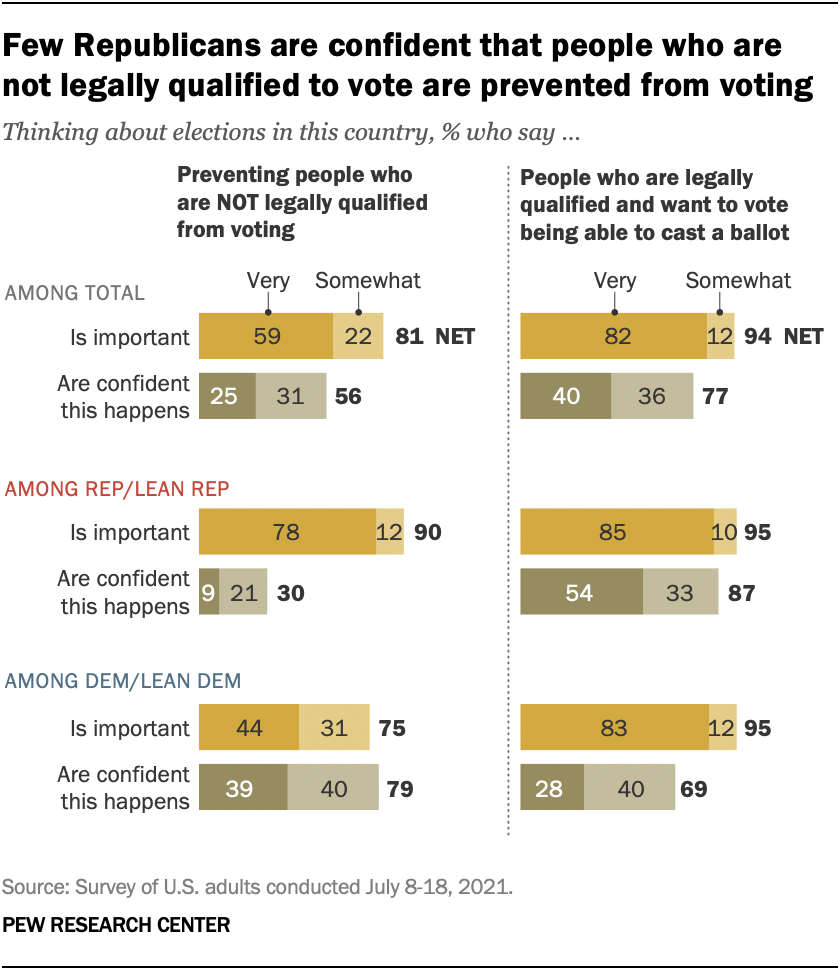 Few Republicans are confident that people who are
not legally qualified to vote are prevented from voting
Thinking about elections in this country, % who say ...
Preventing people who
are NOT legally qualified
from voting
People who are legally
qualified and want to vote
being able to cast a ballot
AMONG TOTAL
Very Somewhat
Very Somewhat
Is important 59 22 81 NET
82 12 94 NET
Are confident
this happens 25 31 56
40 36 77
AMONG REP/LEAN REP
Is important 78 12 90
85 10 95
Are confident
this happens 9 21 30
54 33 87
AMONG DEM/LEAN DEM
Is important 44 31 75
83 12 95
Are confident
this happens 39 40 79
28 40 69
Source: Survey of U.S. adults conducted July 8-18, 2021.
PEW RESEARCH CENTER